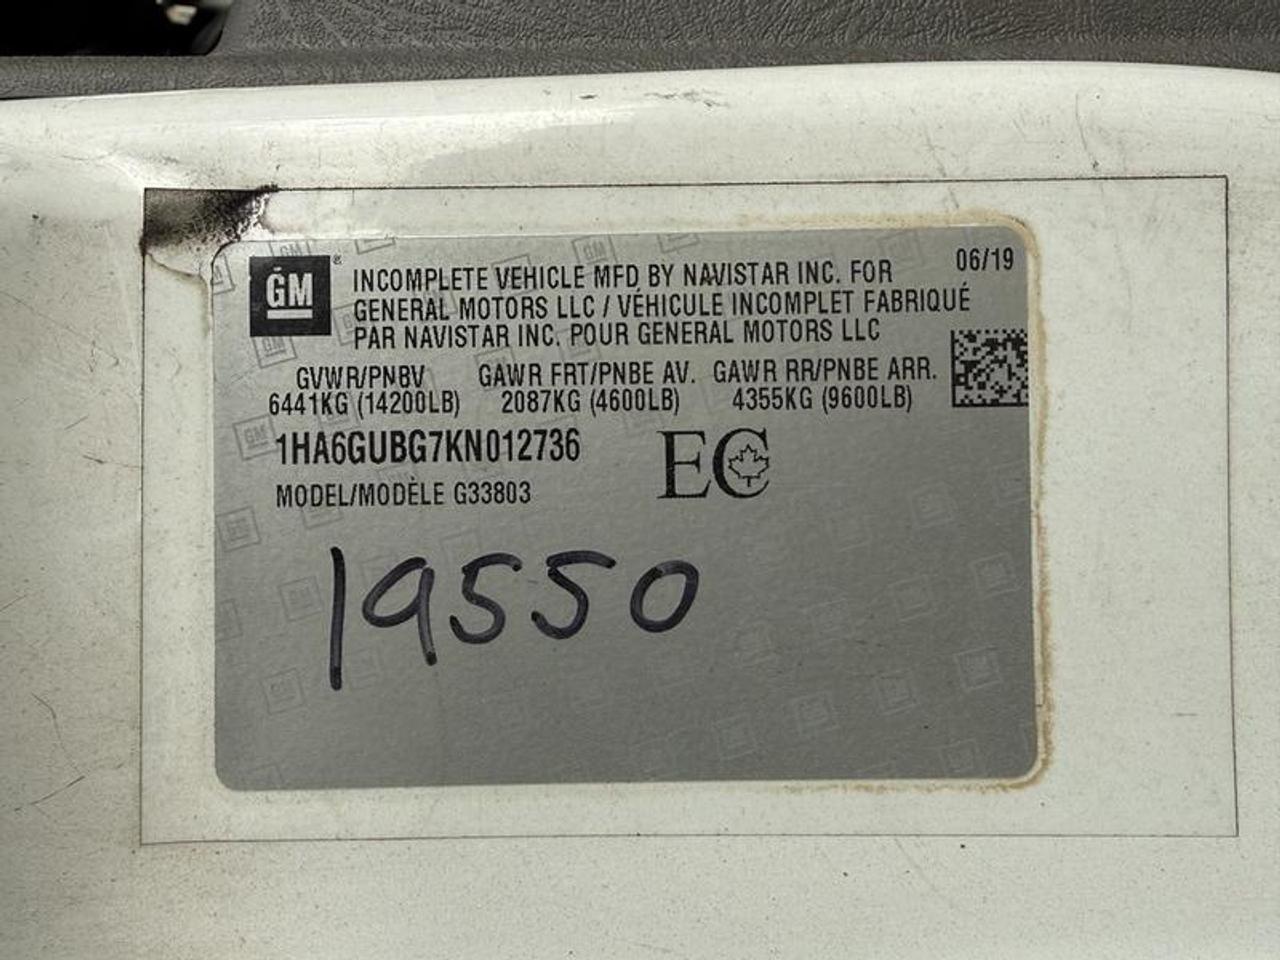 GM® INCOMPLETE VEHICLE MFD BY NAVISTAR INC. FOR 06/19
GENERAL MOTORS LLC / VÉHICULE INCOMPLET FABRIQUÉ
PAR NAVISTAR INC. POUR GENERAL MOTORS LLC
GVWR/PNBV GAWR FRT/PNBE AV. GAWR RR/PNBE ARR.
6441KG (14200LB) 2087KG (4600LB) 4355KG (9600LB)
1HA6GUBG7KN012736 EC
MODEL/MODÈLE G33803
19550